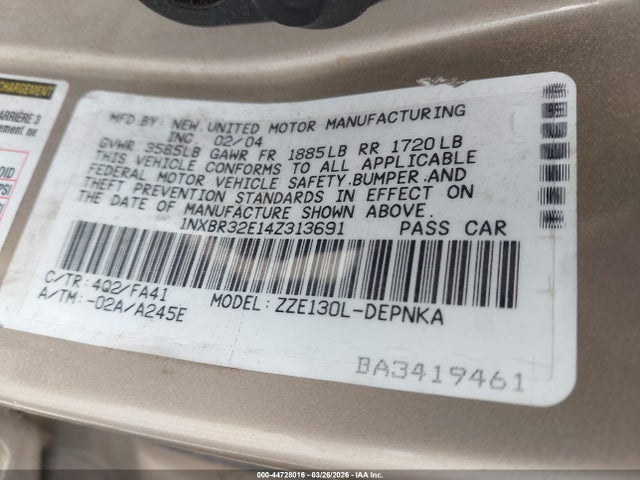 CHARGEMENT
ARRIÈRE 3
MFD BY: NEW UNITED MOTOR MANUFACTURING
INC. 02/04
GVWR 3585LB GAWR FR 1885LB RR 1720LB
THIS VEHICLE CONFORMS TO ALL APPLICABLE
FEDERAL MOTOR VEHICLE SAFETY.BUMPER.AND
THEFT PREVENTION STANDARDS IN EFFECT ON
THE DATE OF MANUFACTURE SHOWN ABOVE.
1NXBR32E14Z313691 PASS CAR
C/TR: 4Q2/FA41
A/TM: -02A/A245E MODEL: ZZE130L-DEPNKA
BA3419461
000-44728016 — 03/26/2026 — IAA Inc.